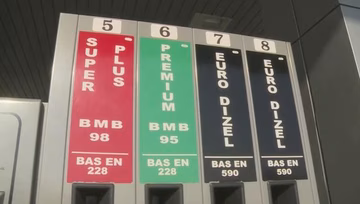 5
SUPER
PLUS
BMB
98
BAS EN
228
6
PREMIUM
BMB
95
BAS EN
228
7
EURO DIZEL
BAS EN
590
8
EURO DIZEL
BAS EN
590